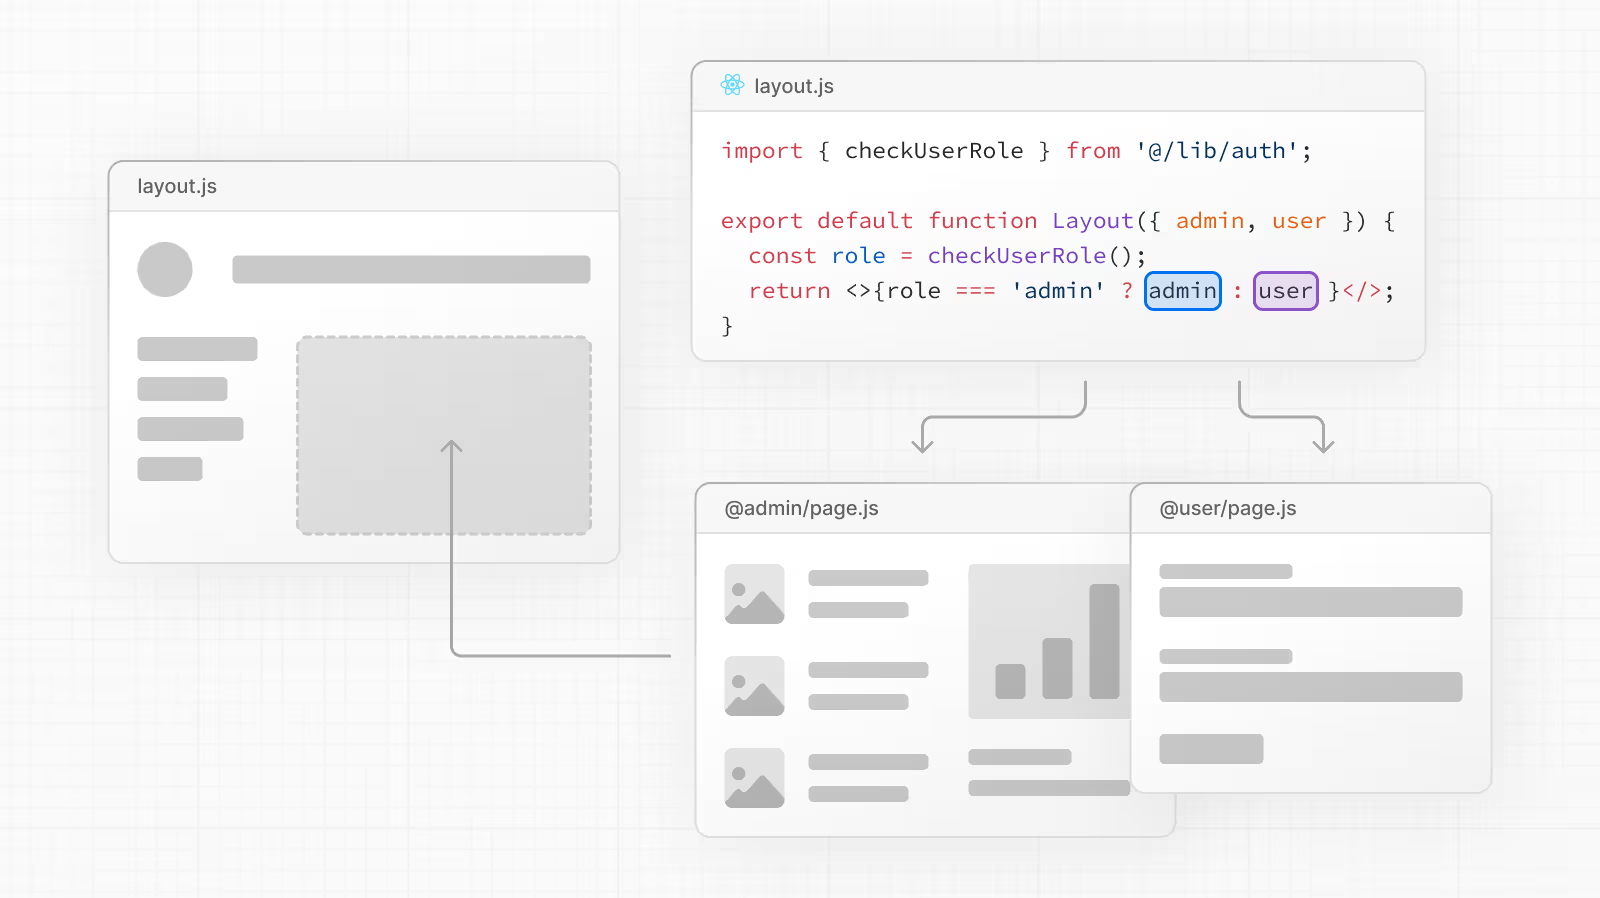 layout.js
layout.js
import { checkUserRole } from '@/lib/auth';
export default function Layout({ admin, user }) {
const role = checkUserRole();
return <>{role === 'admin' ? admin : user }</>;
}
@admin/page.js
@user/page.js